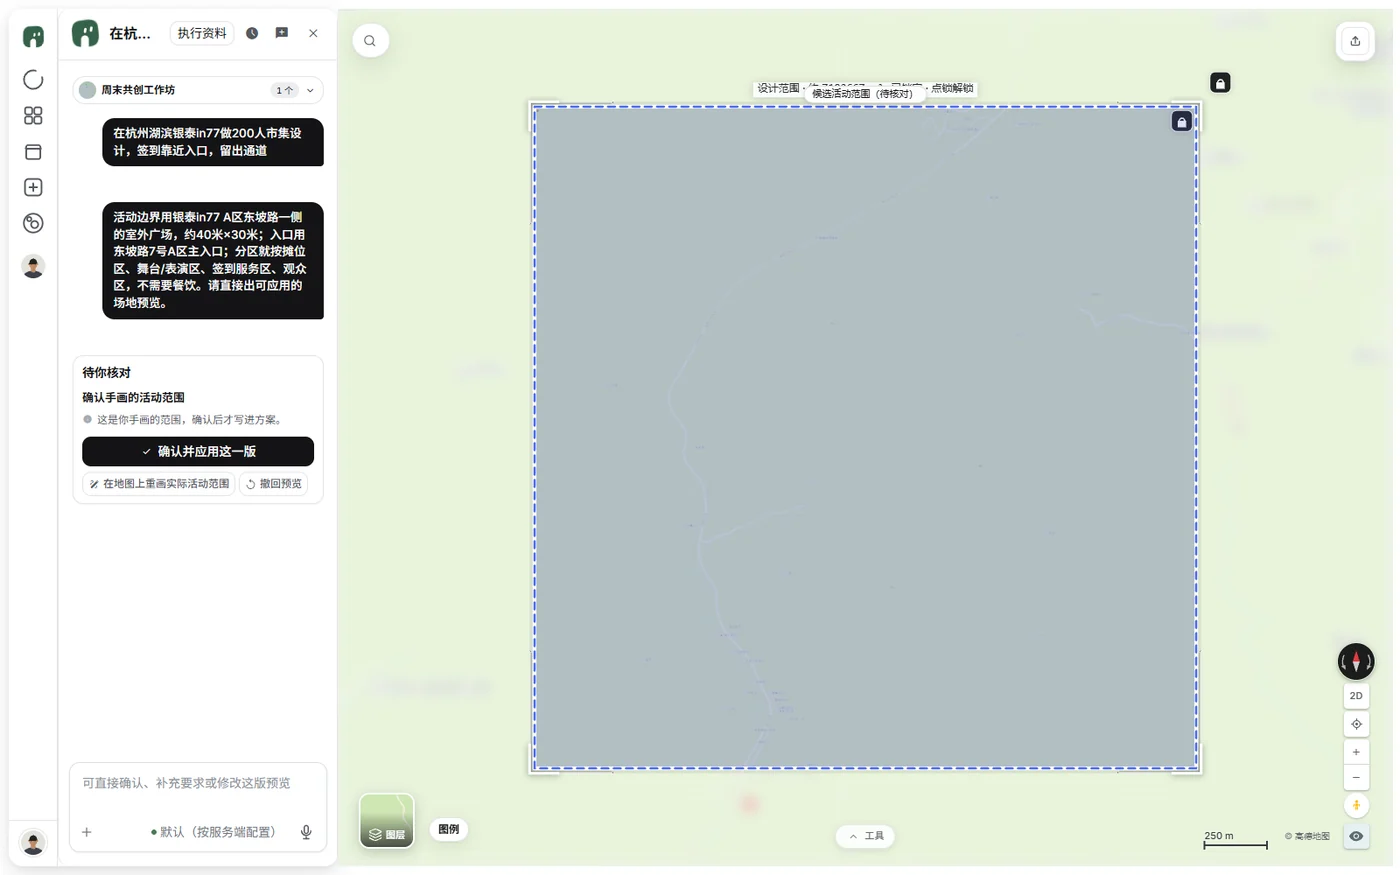 在杭...
执行资料
周末共创工作坊
1个
在杭州湖滨银泰in77做200人市集设
计，签到靠近入口，留出通道
活动边界用银泰in77 A区东坡路一侧
的室外广场，约40米×30米；入口用
东坡路7号A区主入口；分区就按摊位
区、舞台/表演区、签到服务区、观众
区，不需要餐饮。请直接出可应用的
场地预览。
待你核对
确认手画的活动范围
这是你手画的范围，确认后才写进方案。
确认并应用这一版
在地图上重画实际活动范围
撤回预览
可直接确认、补充要求或修改这版预览
默认（按服务端配置）
设计范围 · 点锁解锁
候选活动范围（待核对）
图层
图例
工具
2D
250 m
© 高德地图